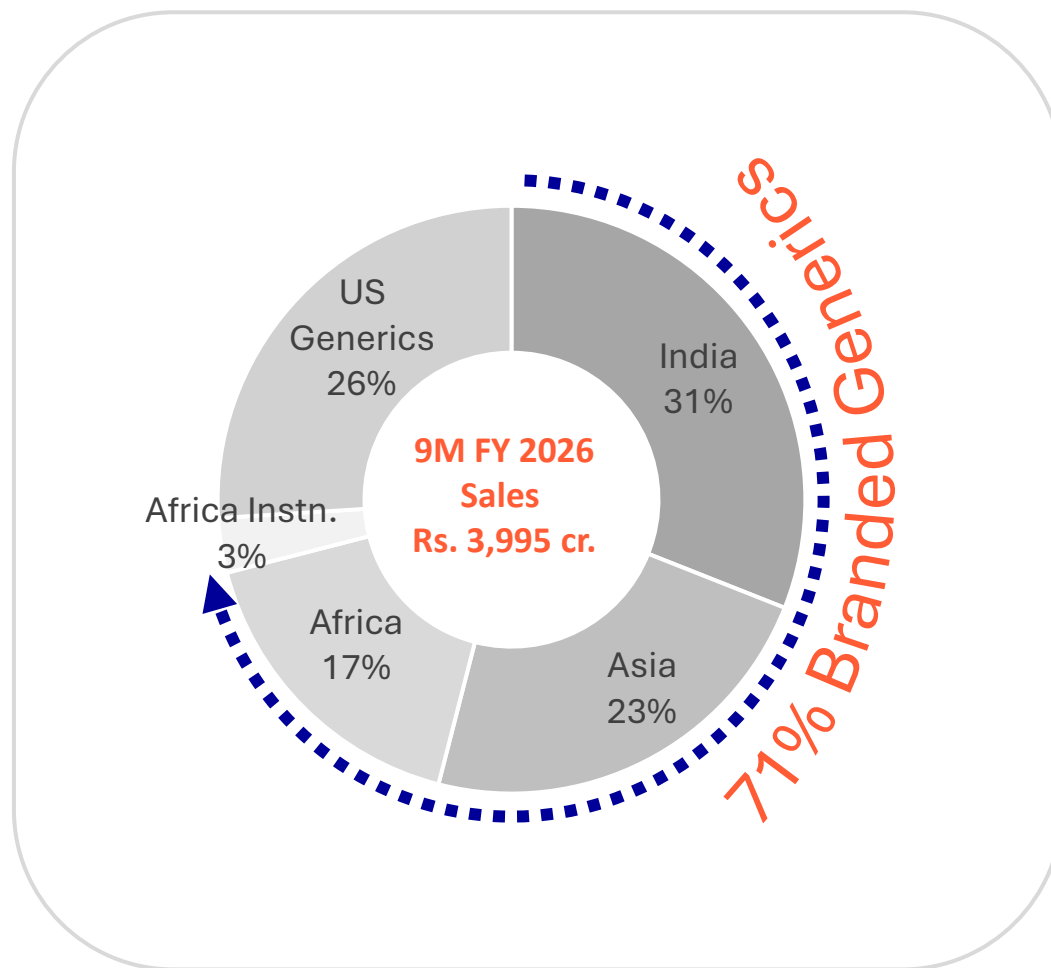 US
Generics
26%
India
31%
9M FY 2026
Sales
Rs. 3,995 cr.
Africa Instn.
3%
Africa
17%
Asia
23%
71% Branded Generics